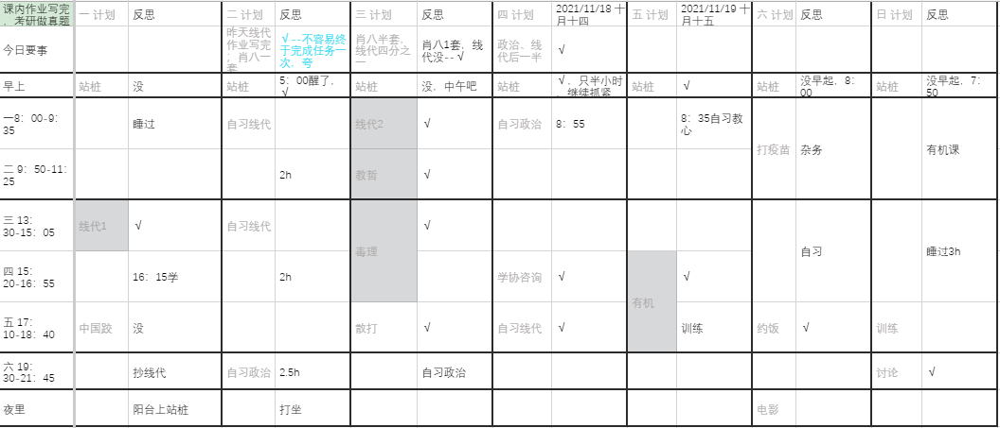 课内作业写完 一 计划 反思 二 计划 反思 三 计划 反思 四 计划 2021/11/18 十 五 计划 2021/11/19 十 六 计划 反思 日 计划 反思
，考研做真题 月十四 月十五
今日要事 昨天线代 √ --不容易终 肖八半套， 肖八1套，线 政治、线 √
作业写完 于完成任务一 线代四分之 代没--√ 代后一半
，肖八一 次，夸 一
套
早上 站桩 没 站桩 5：00醒了， 站桩 没，中午吧 站桩 √ ，只半小时 站桩 √ 站桩 没早起，8： 站桩 没早起，7：
√ ，继续抓紧 00 50
一8：00-9： 睡过 自习线代 线代2 √ 自习政治 8：55 8：35自习教
35 心
打疫苗 杂务 有机课
二 9：50-11： 2h 教哲 √
25
三 13： 线代1 √ 自习线代 √
30-15：05
毒理 自习 睡过3h
四 15： 16：15学 2h 学协咨询 √ √
20-16：55
有机
五 17： 中国跤 没 散打 √ 自习线代 √ 训练 约饭 √ 训练
10-18：40
六 19： 抄线代 自习政治 2.5h 自习政治 讨论 √
30-21：45
夜里 阳台上站桩 打坐 电影